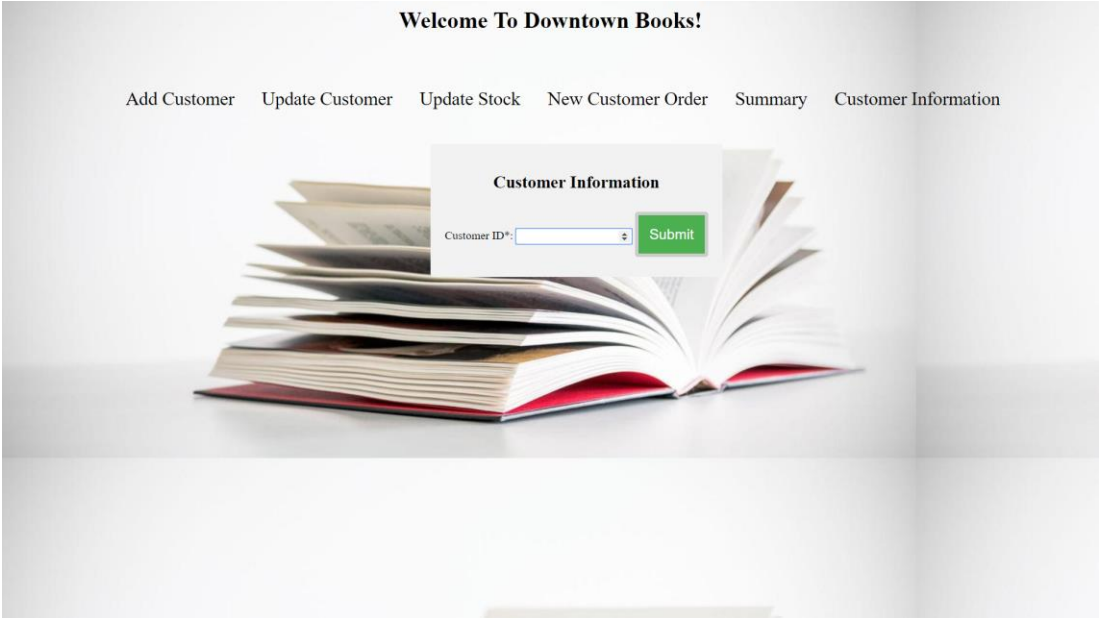 Welcome To Downtown Books!
Add Customer Update Customer Update Stock New Customer Order Summary Customer Information
Customer Information
Customer ID*: Submit